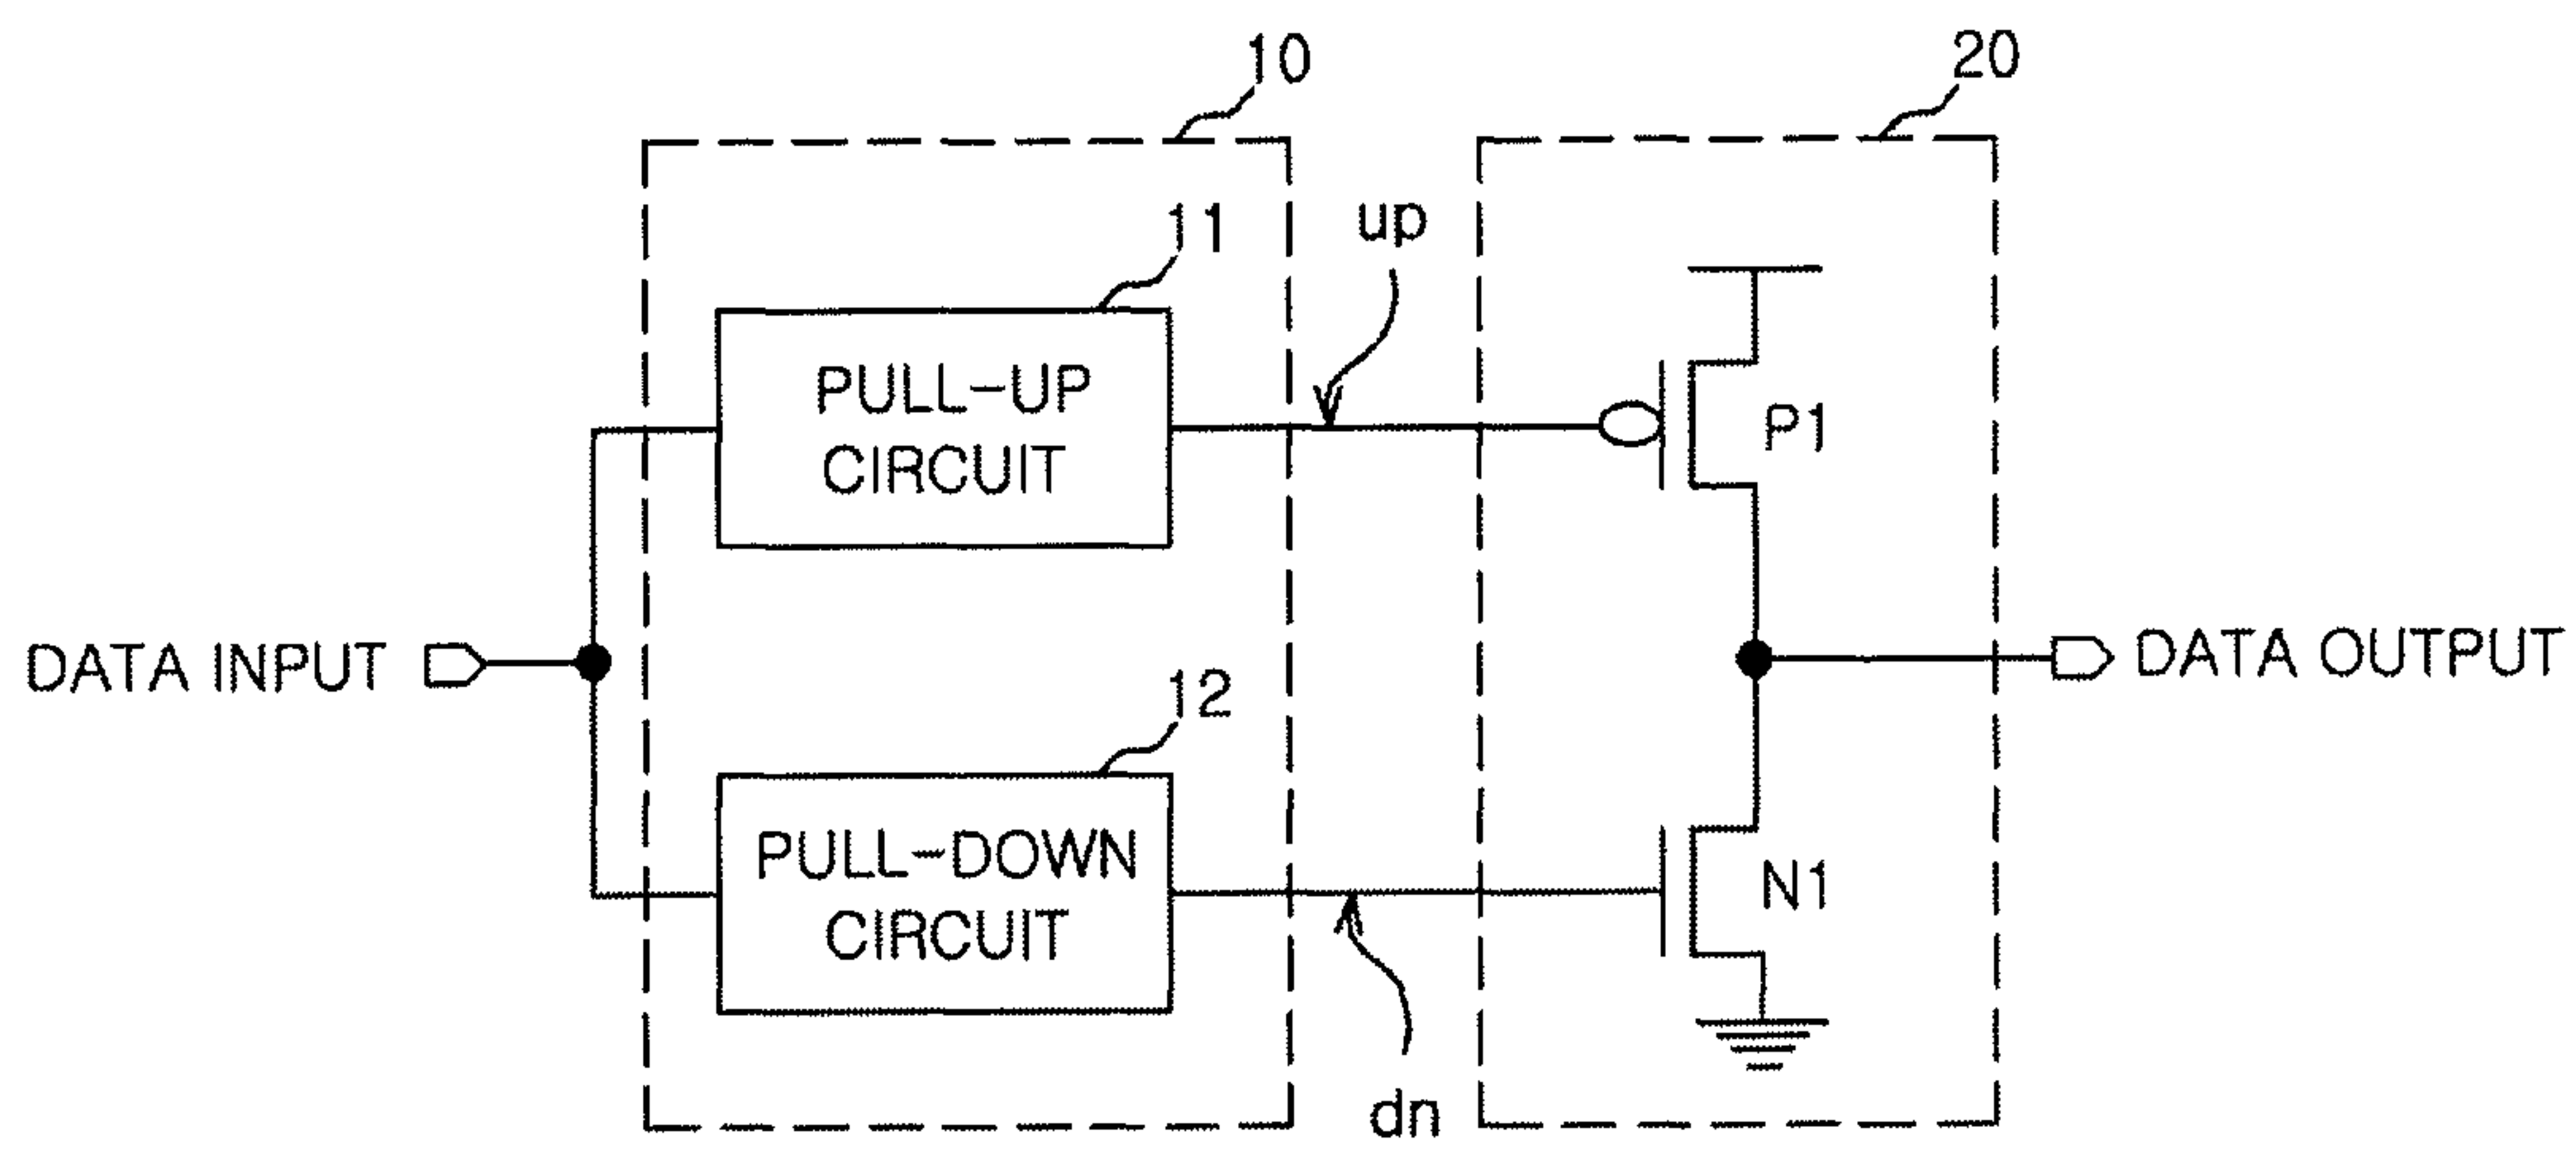 10
20
11
up
PULL-UP
CIRCUIT
P1
DATA INPUT
DATA OUTPUT
12
PULL-DOWN
CIRCUIT
N1
dn